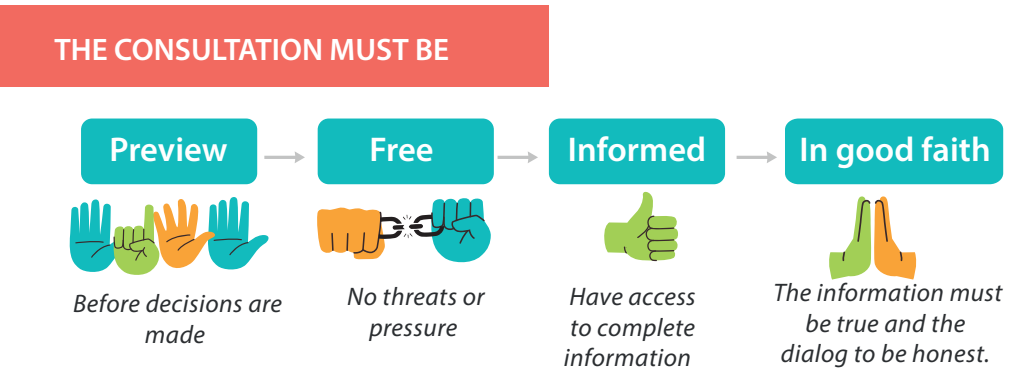 THE CONSULTATION MUST BE
Preview
Before decisions are
made
Free
No threats or
pressure
Informed
Have access
to complete
information
In good faith
The information must
be true and the
dialog to be honest.